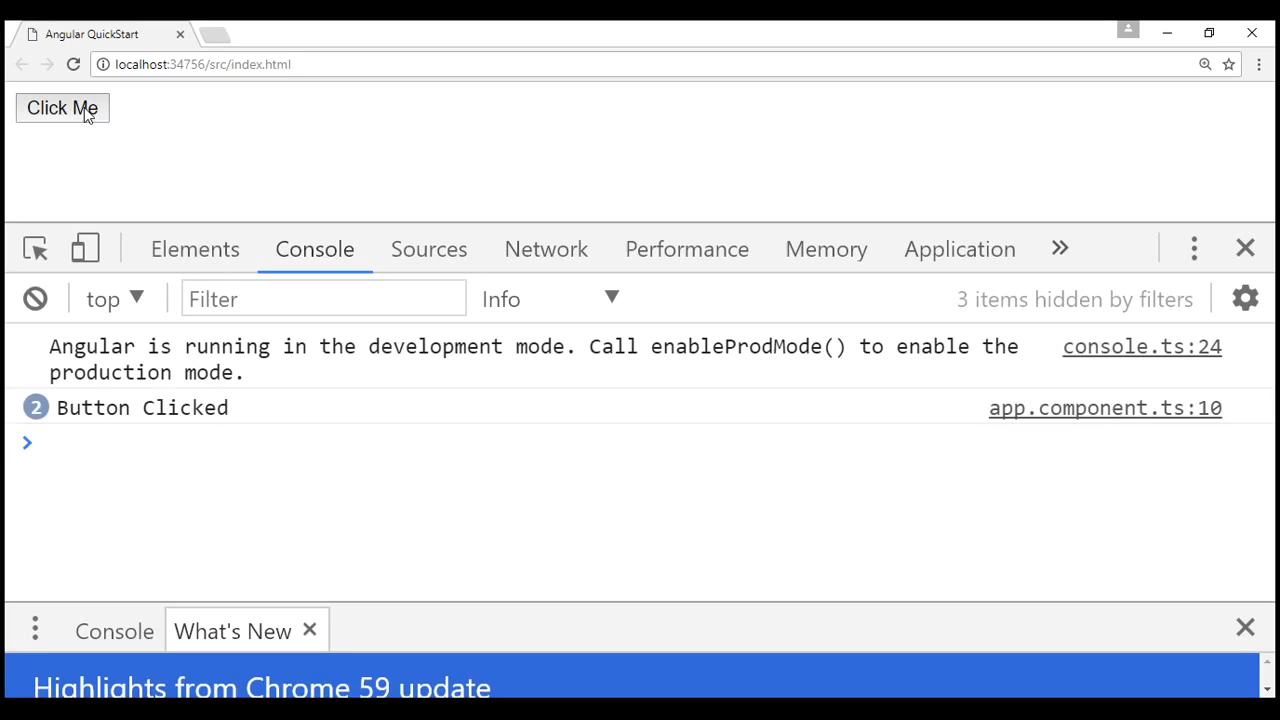 Angular QuickStart
localhost:34756/src/index.html
Click Me
Elements Console Sources Network Performance Memory Application
top Filter Info 3 items hidden by filters
Angular is running in the development mode. Call enableProdMode() to enable the console.ts:24
production mode.
2 Button Clicked app.component.ts:10
Console What's New
Highlights from Chrome 59 update